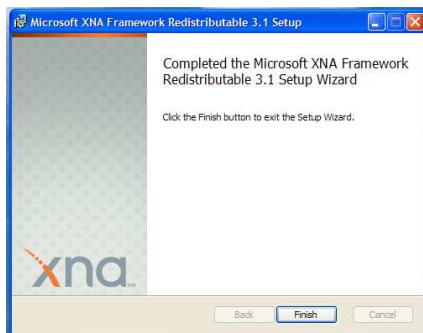 Microsoft XNA Framework Redistributable 3.1 Setup
Completed the Microsoft XNA Framework
Redistributable 3.1 Setup Wizard
Click the Finish button to exit the Setup Wizard.
xna
Back Finish Cancel